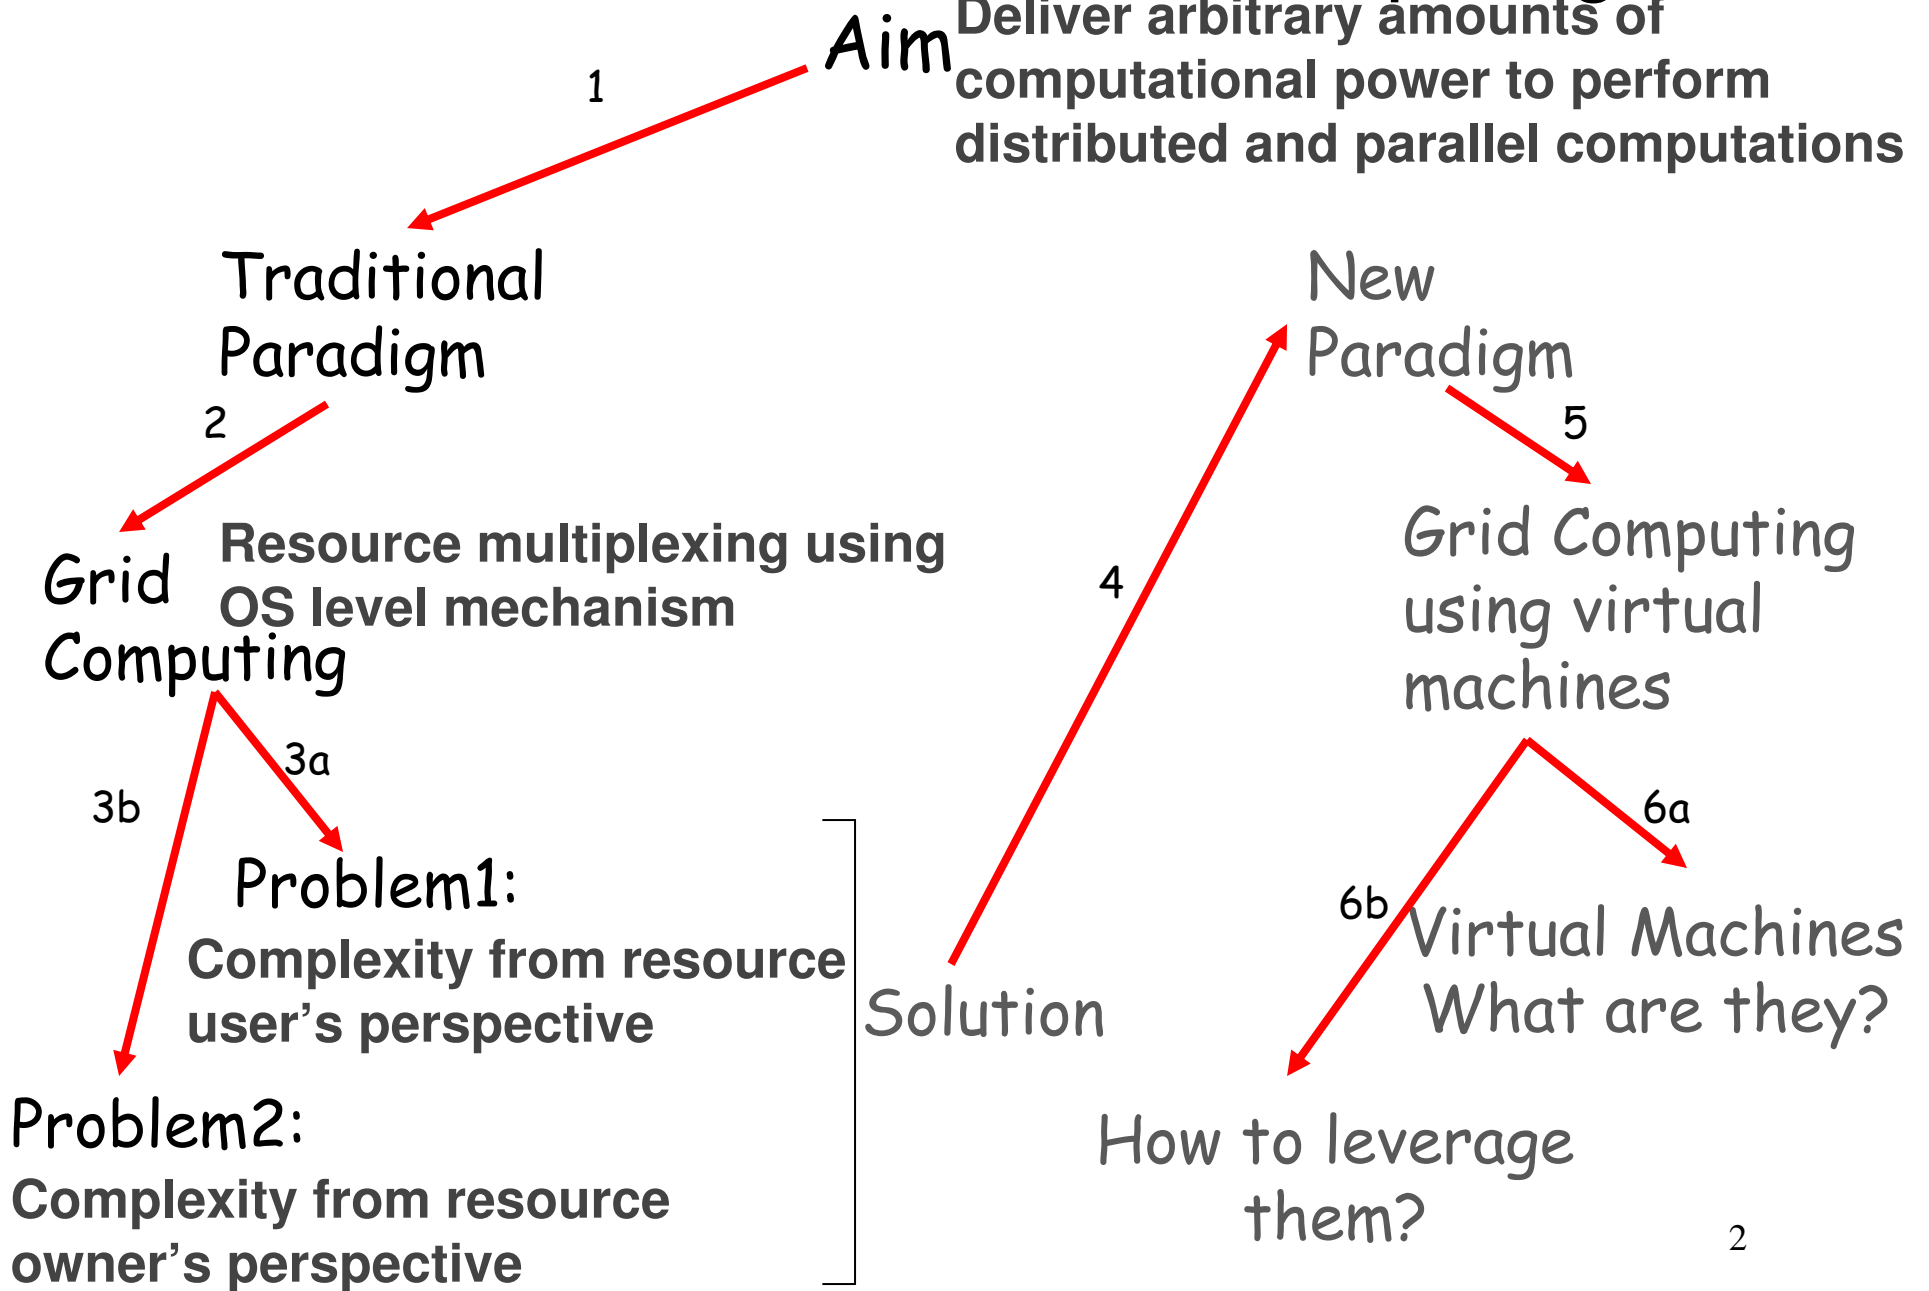 Aim
Deliver arbitrary amounts of
computational power to perform
distributed and parallel computations
1
Traditional
Paradigm
2
Grid
Computing
Resource multiplexing using
OS level mechanism
3a
3b
Problem1:
Complexity from resource
user's perspective
Problem2:
Complexity from resource
owner's perspective
Solution
4
New
Paradigm
5
Grid Computing
using virtual
machines
6a
6b
Virtual Machines
What are they?
How to leverage
them?
2